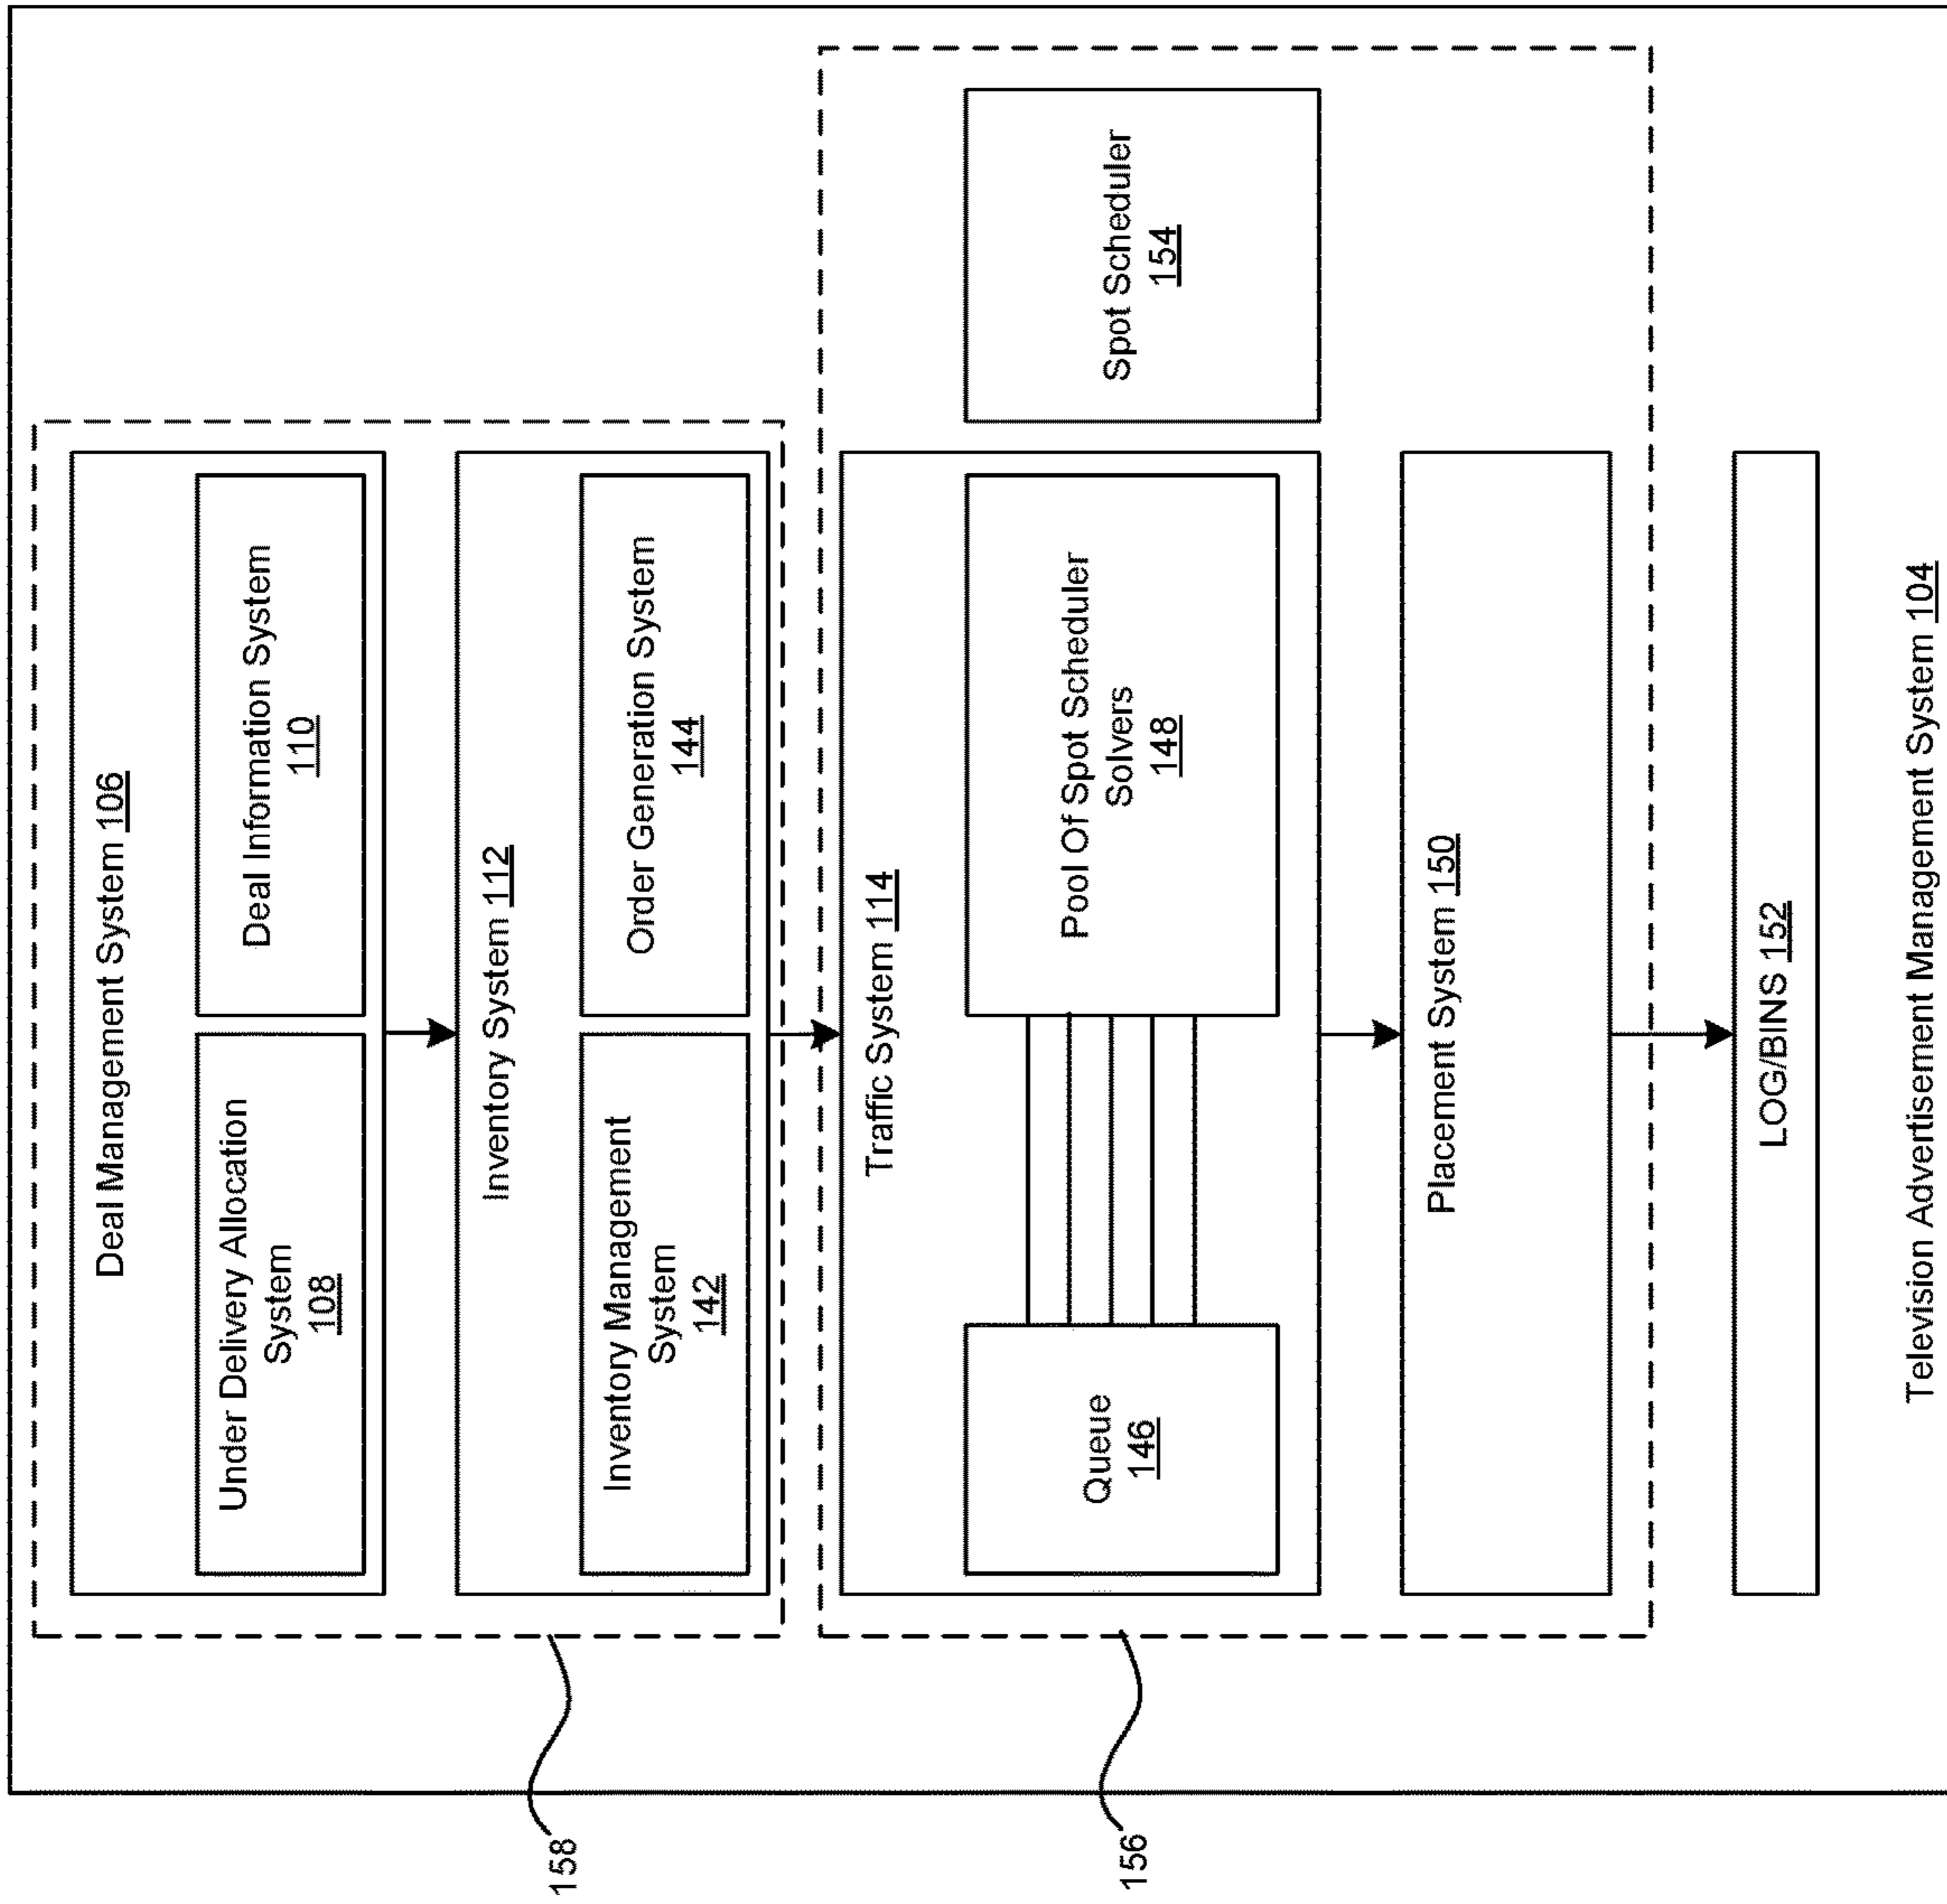 Deal Management System 106
Under Delivery Allocation
System
108
Deal Information System
110
Inventory System 112
Inventory Management
System
142
Order Generation System
144
158
Traffic System 114
Queue
146
Pool Of Spot Scheduler
Solvers
148
Spot Scheduler
154
156
Placement System 150
LOG/BINS 152
Television Advertisement Management System 104